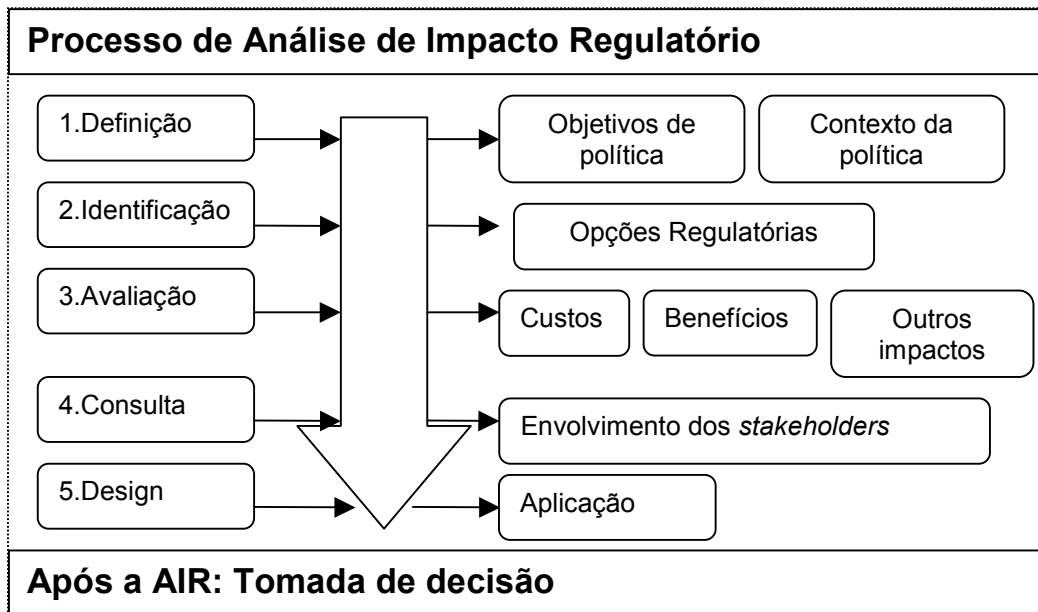 Processo de Análise de Impacto Regulatório
1.Definição
Objetivos de
política
Contexto da
política
2.Identificação
Opções Regulatórias
3.Avaliação
Custos
Benefícios
Outros
impactos
4.Consulta
Envolvimento dos stakeholders
5.Design
Aplicação
Após a AIR: Tomada de decisão